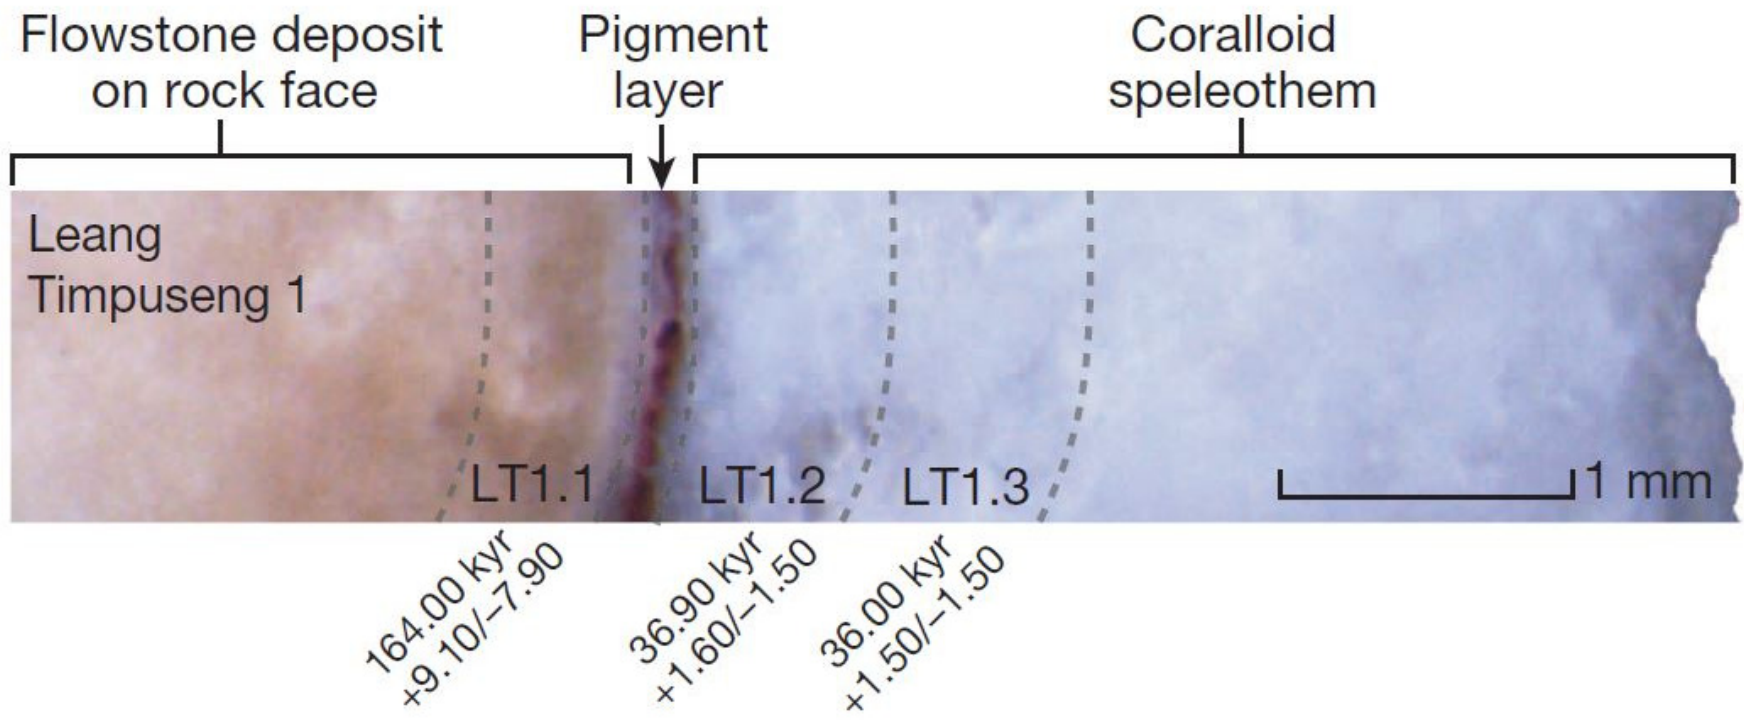 Flowstone deposit
on rock face
Pigment
layer
Coralloid
speleothem
Leang
Timpuseng 1
LT1.1
LT1.2
LT1.3
1 mm
164.00 kyr
+9.10/–7.90
36.90 kyr
+1.60/–1.50
36.00 kyr
+1.50/–1.50